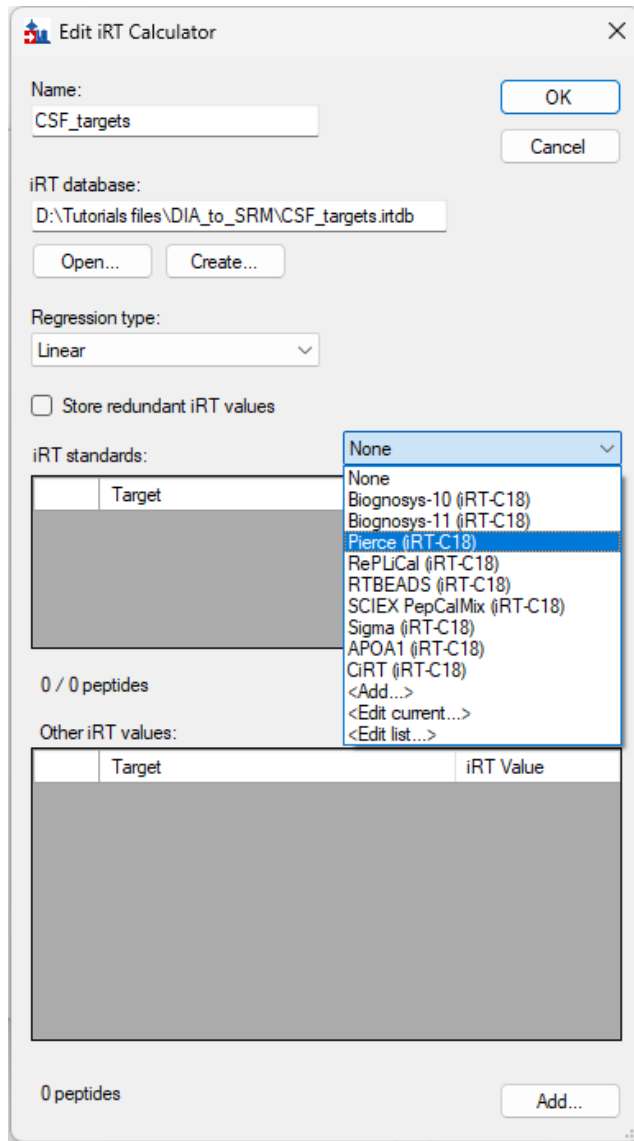 Edit iRT Calculator
Name:
CSF_targets
OK
Cancel
iRT database:
D:\Tutorials files\DIA_to_SRM\CSF_targets.irtdb
Open...
Create...
Regression type:
Linear
Store redundant iRT values
iRT standards:
None
Target
None
Biognosys-10 (iRT-C18)
Biognosys-11 (iRT-C18)
Pierce (iRT-C18)
RePLiCal (iRT-C18)
RTBEADS (iRT-C18)
SCIEX PepCalMix (iRT-C18)
Sigma (iRT-C18)
APOA1 (iRT-C18)
CiRT (iRT-C18)
<Add...>
<Edit current...>
<Edit list...>
0 / 0 peptides
Other iRT values:
Target
iRT Value
0 peptides
Add...